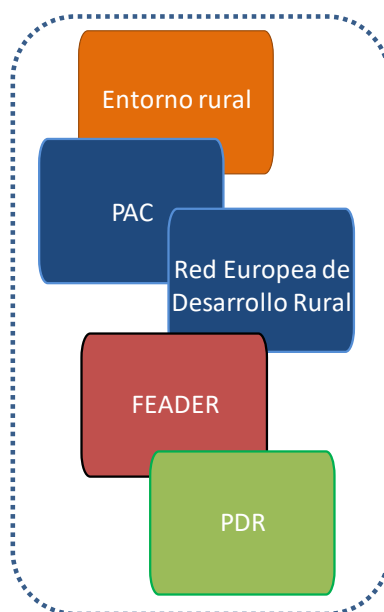 Entorno rural
PAC
Red Europea de
Desarrollo Rural
FEADER
PDR